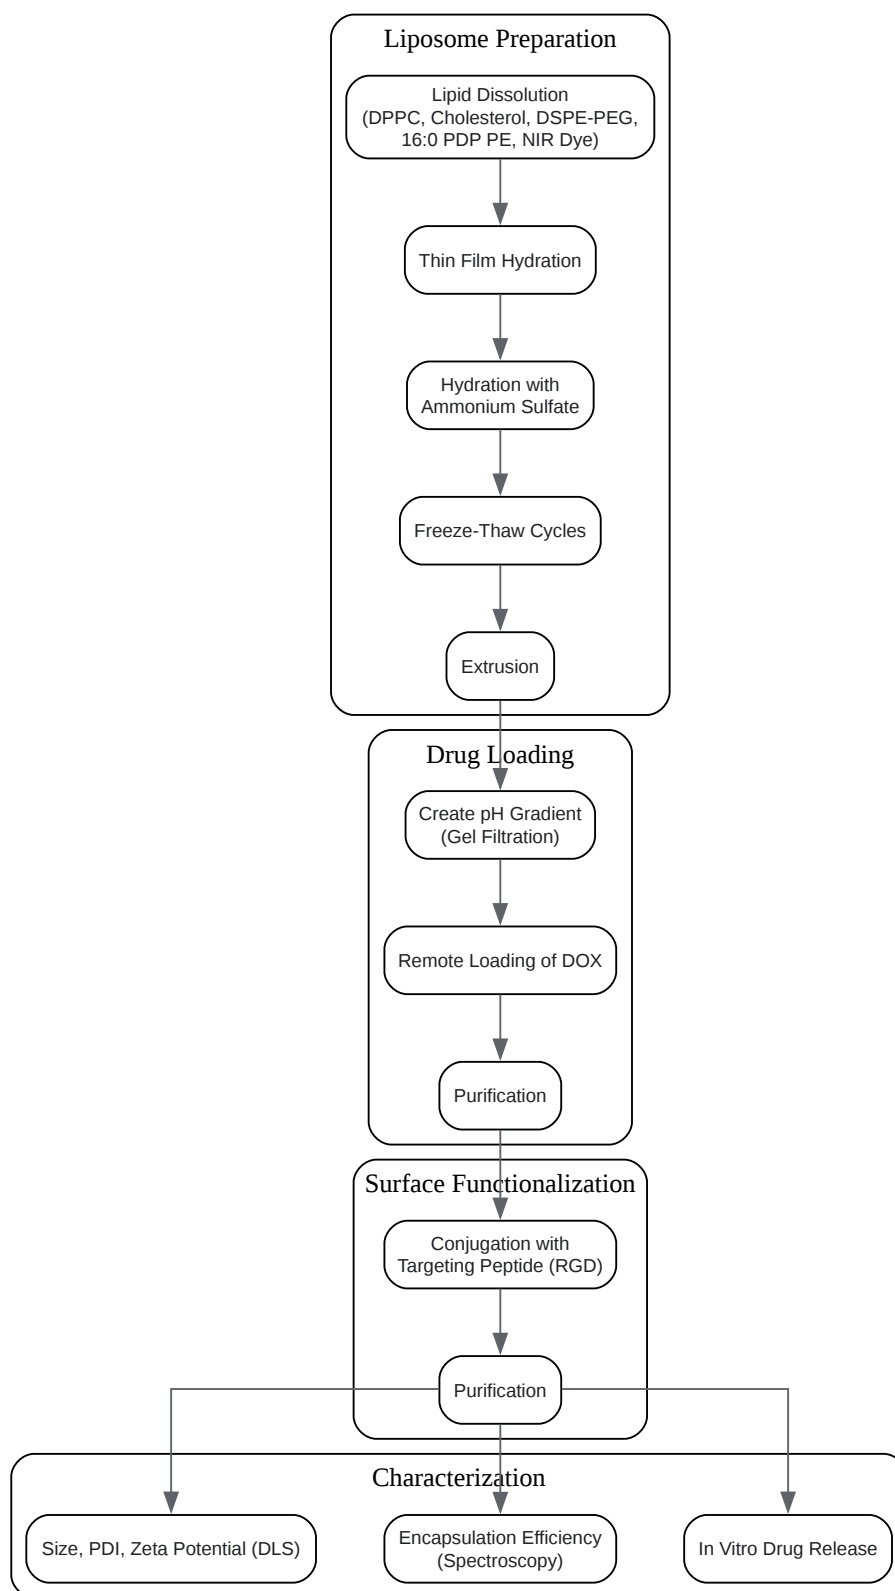 Liposome Preparation
Lipid Dissolution
(DPPC, Cholesterol, DSPE-PEG,
16:0 PDP PE, NIR Dye)
Thin Film Hydration
Hydration with
Ammonium Sulfate
Freeze-Thaw Cycles
Extrusion
Drug Loading
Create pH Gradient
(Gel Filtration)
Remote Loading of DOX
Purification
Surface Functionalization
Conjugation with
Targeting Peptide (RGD)
Purification
Characterization
Size, PDI, Zeta Potential (DLS)
Encapsulation Efficiency
(Spectroscopy)
In Vitro Drug Release